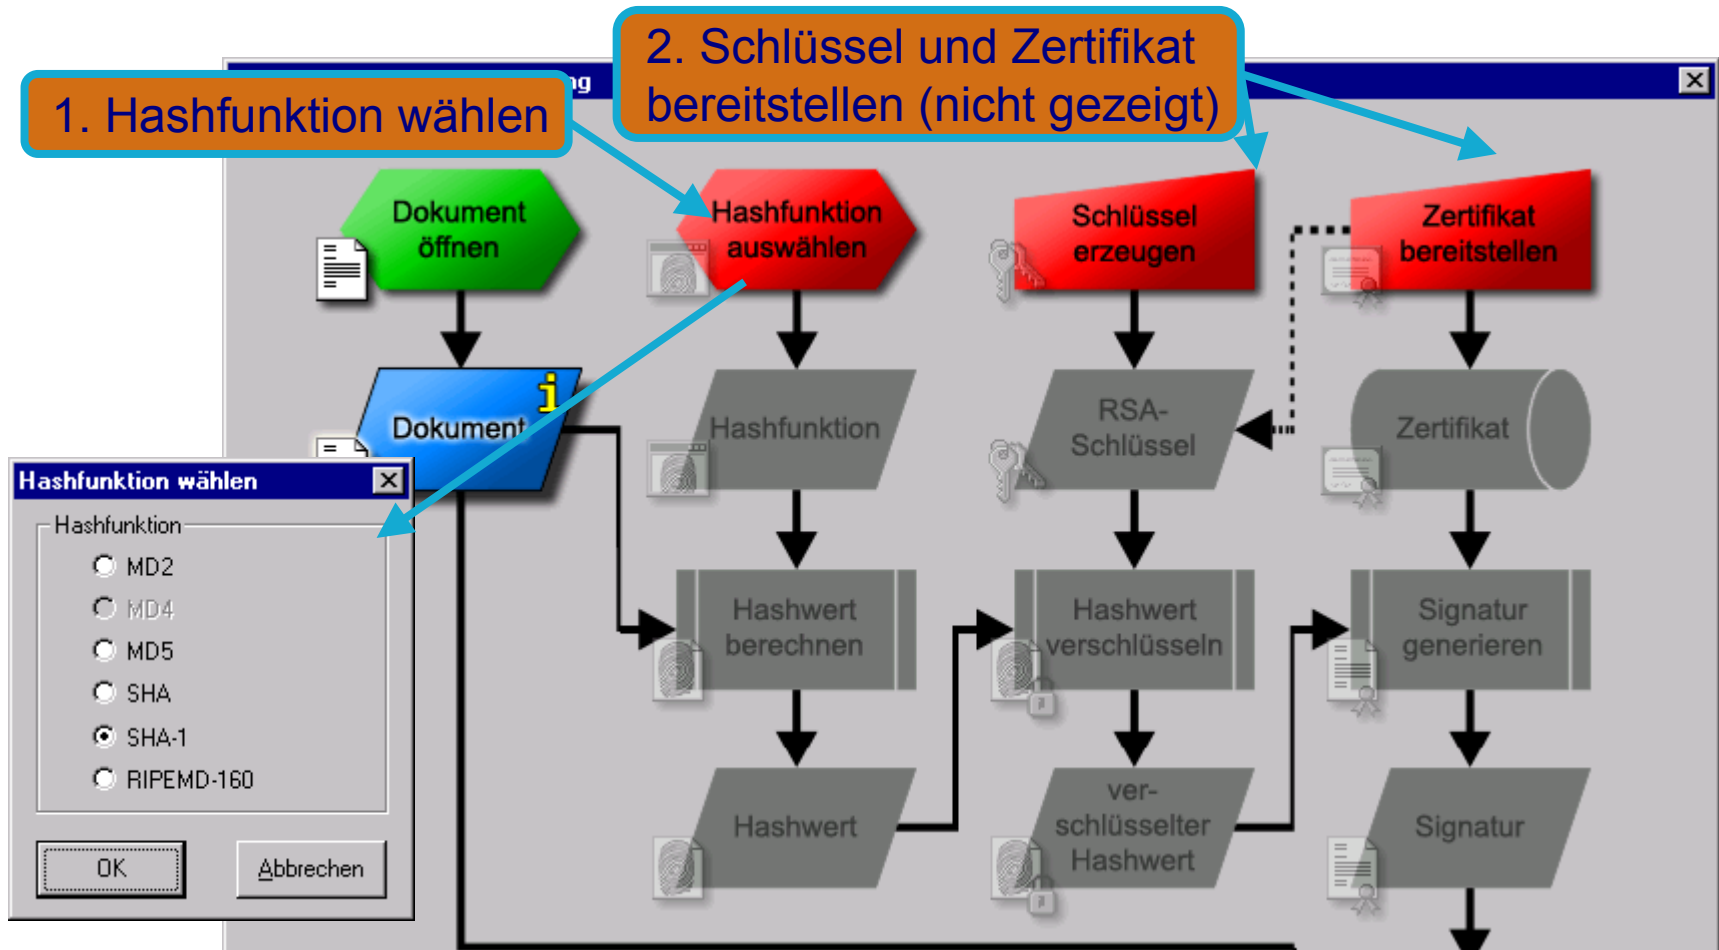 2. Schlüssel und Zertifikat
bereitstellen (nicht gezeigt)
1. Hashfunktion wählen
Dokument
öffnen
Hashfunktion
auswählen
Schlüssel
erzeugen
Zertifikat
bereitstellen
i
Dokument
Hashfunktion
RSA-
Schlüssel
Zertifikat
Hashfunktion wählen
Hashfunktion
MD2
MD4
MD5
SHA
SHA-1
RIPEMD-160
OK
Abbrechen
Hashwert
berechnen
Hashwert
verschlüsseln
Signatur
generieren
Hashwert
ver-
schlüsselter
Hashwert
Signatur